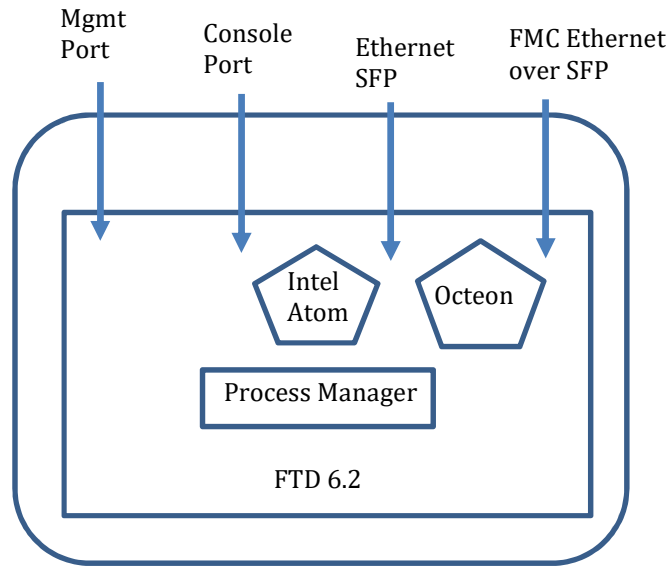 Mgmt
Port
Console
Port
Ethernet
SFP
FMC Ethernet
over SFP
Intel
Atom
Octeon
Process Manager
FTD 6.2